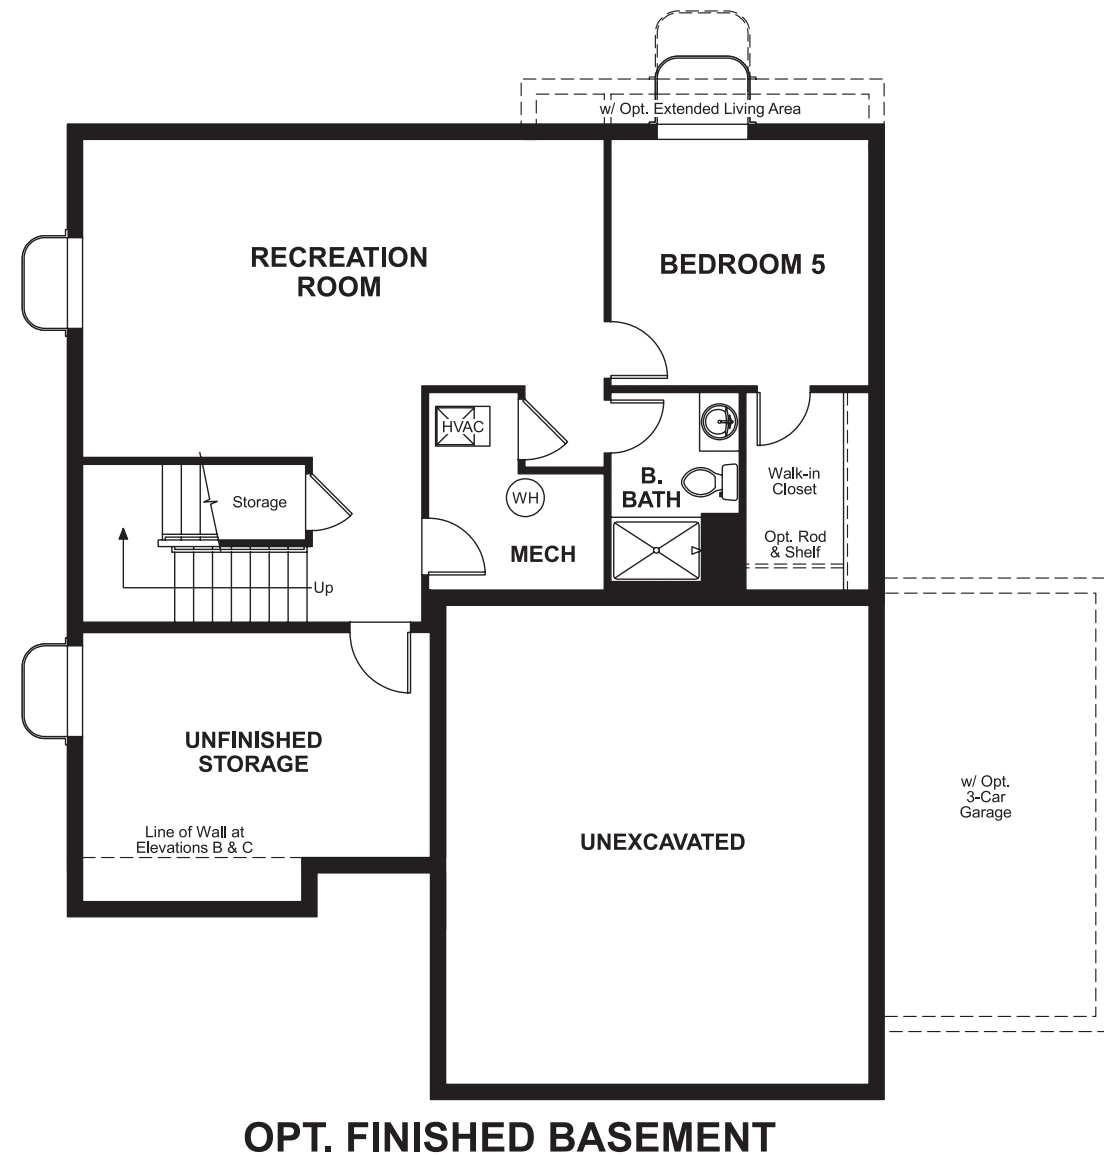 w/ Opt. Extended Living Area
RECREATION
ROOM
BEDROOM 5
HVAC
WH
MECH
B.
BATH
Walk-in
Closet
Opt. Rod
& Shelf
Storage
Up
UNFINISHED
STORAGE
Line of Wall at
Elevations B & C
UNEXCAVATED
w/ Opt.
3-Car
Garage
OPT. FINISHED BASEMENT